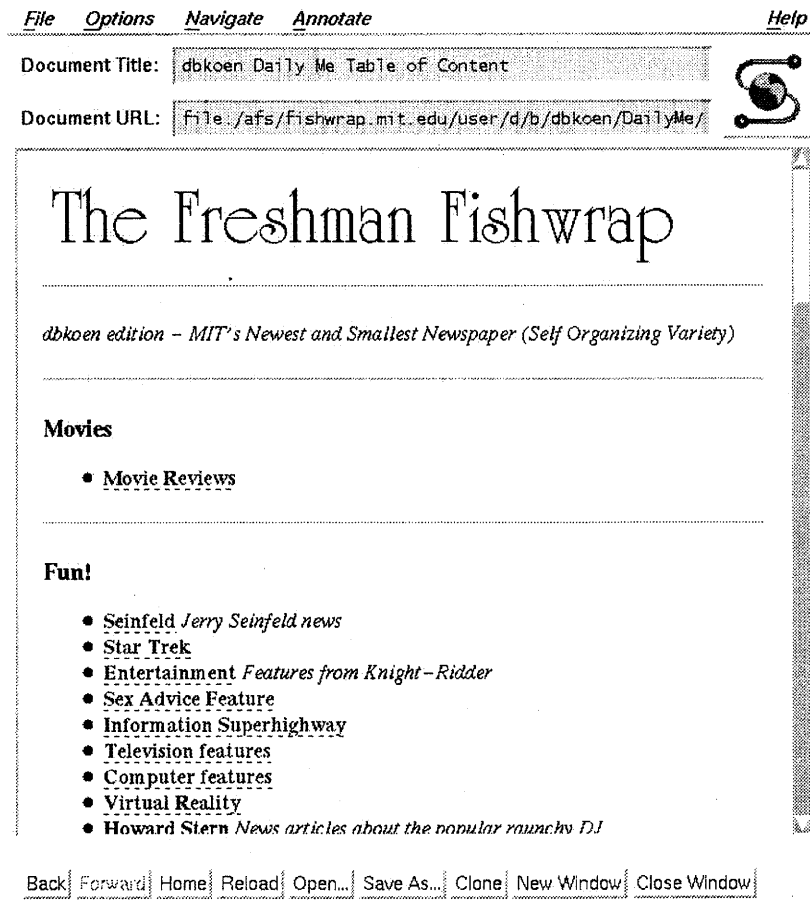 File Options Navigate Annotate Help
Document Title: dbkoen Daily Me Table of Content
Document URL: file:/afs/fishwrap.mit.edu/user/d/b/dbkoen/DailyMe/
The Freshman Fishwrap
dbkoen edition – MIT's Newest and Smallest Newspaper (Self Organizing Variety)
Movies
• Movie Reviews
Fun!
• Seinfeld Jerry Seinfeld news
• Star Trek
• Entertainment Features from Knight–Ridder
• Sex Advice Feature
• Information Superhighway
• Television features
• Computer features
• Virtual Reality
• Howard Stern News articles about the popular raunchy DJ
Back Forward Home Reload Open... Save As... Clone New Window Close Window